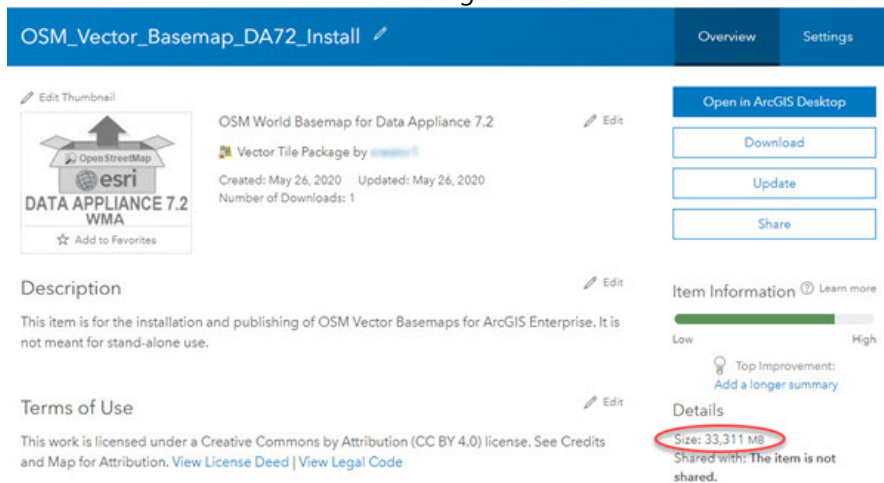 OSM_Vector_Basemap_DA72_Install
Overview
Settings
Edit Thumbnail
OpenStreetMap
esri
DATA APPLIANCE 7.2
WMA
Add to Favorites
OSM World Basemap for Data Appliance 7.2
Edit
Vector Tile Package by
Created: May 26, 2020 Updated: May 26, 2020
Number of Downloads: 1
Open in ArcGIS Desktop
Download
Update
Share
Description
Edit
This item is for the installation and publishing of OSM Vector Basemaps for ArcGIS Enterprise. It is
not meant for stand-alone use.
Terms of Use
Edit
This work is licensed under a Creative Commons by Attribution (CC BY 4.0) license. See Credits
and Map for Attribution. View License Deed | View Legal Code
Item Information Learn more
Low High
Top Improvement:
Add a longer summary
Details
Size: 33,311 MB
Shared with: The item is not
shared.